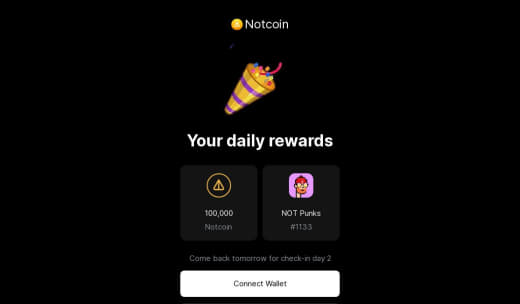 Notcoin
Your daily rewards
100,000
Notcoin
NOT Punks
#1133
Come back tomorrow for check-in day 2
Connect Wallet